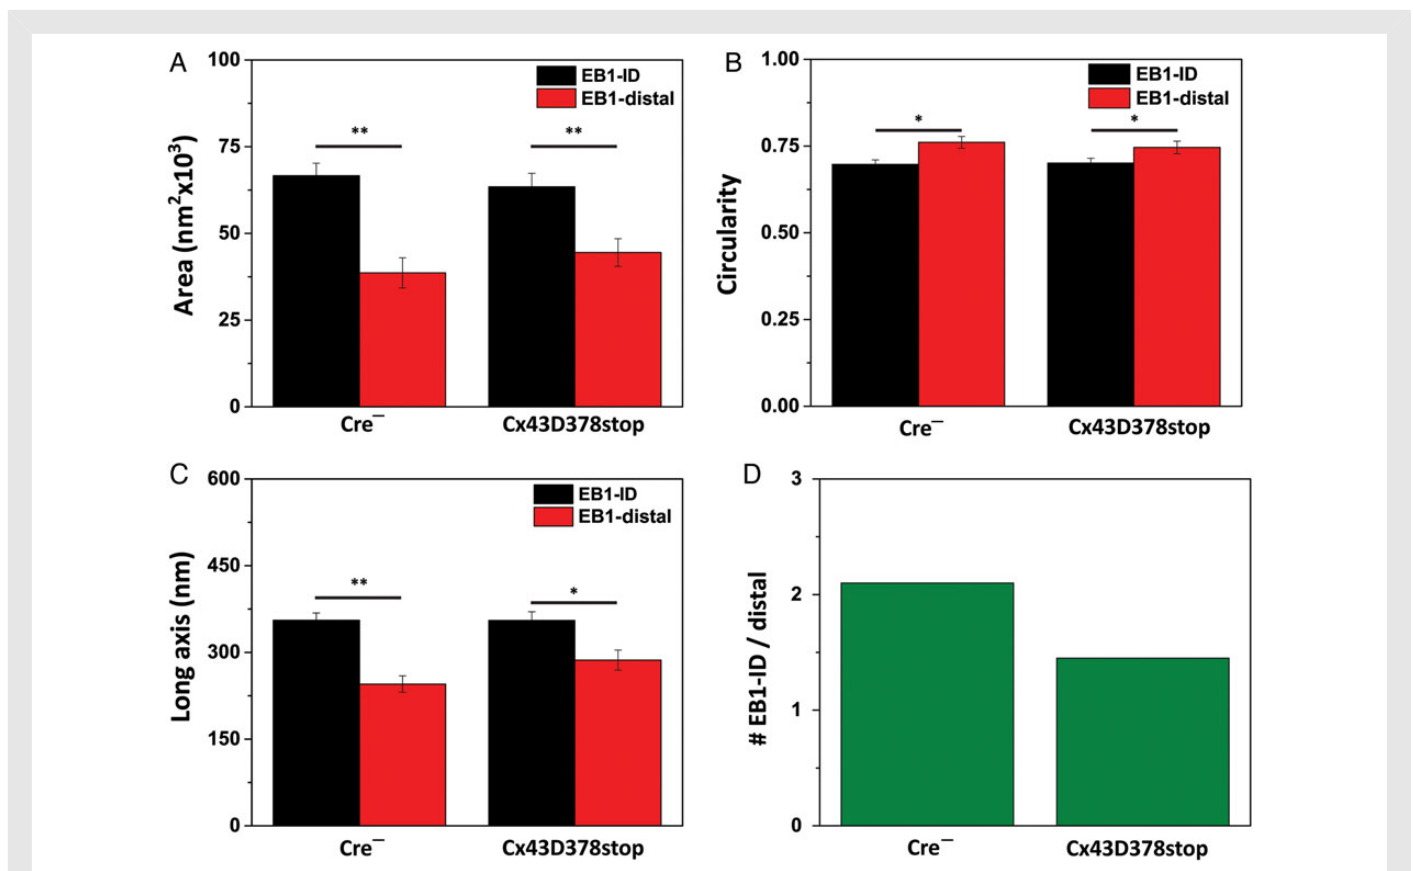 A
100
75
50
25
0
Area (nm²x10³)
EB1-ID
EB1-distal
**
**
Cre⁻
Cx43D378stop
B
1.00
0.75
0.50
0.25
0.00
Circularity
EB1-ID
EB1-distal
*
*
Cre⁻
Cx43D378stop
C
600
450
300
150
0
Long axis (nm)
EB1-ID
EB1-distal
**
*
Cre⁻
Cx43D378stop
D
3
2
1
0
# EB1-ID / distal
Cre⁻
Cx43D378stop